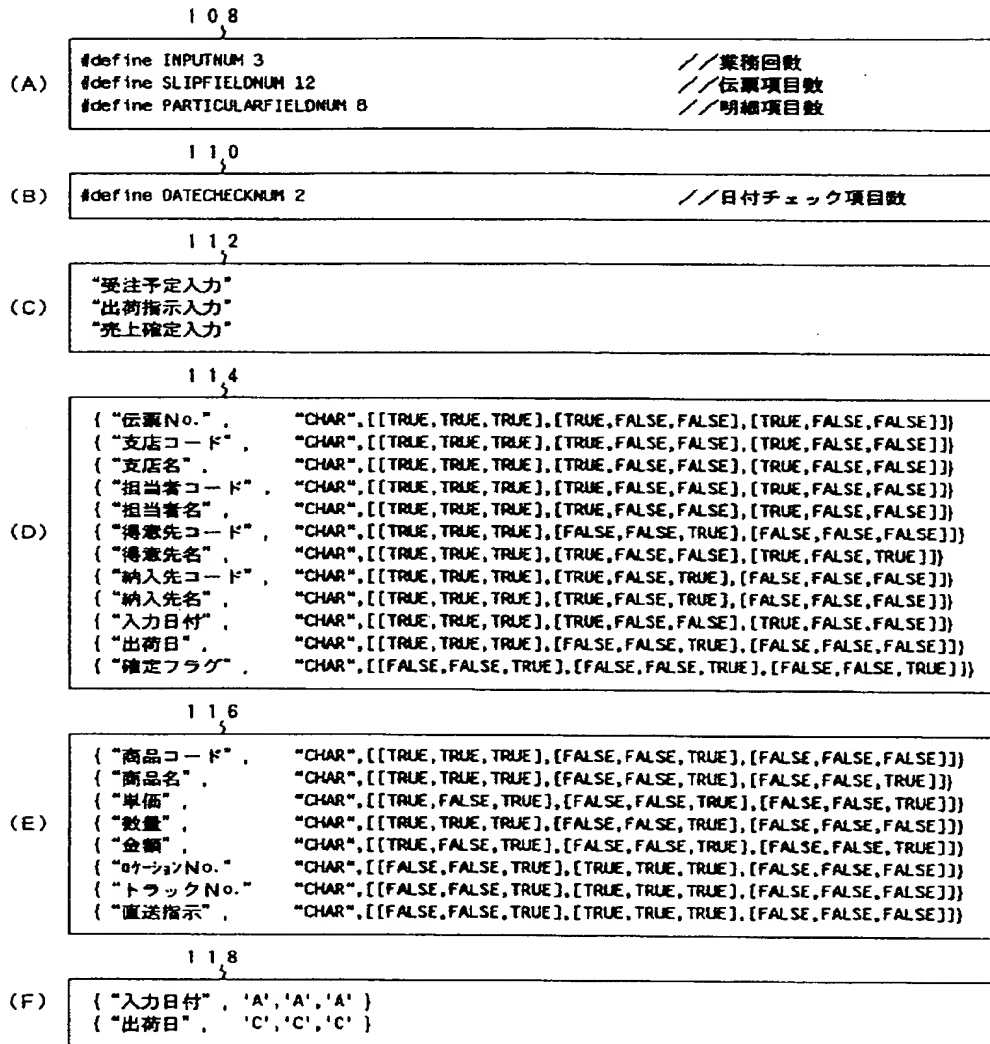 108
(A)
#define INPUTNUM 3 //業務回数
#define SLIPFIELDNUM 12 //伝票項目数
#define PARTICULARFIELDNUM 8 //明細項目数
110
(B) #define DATECHECKNUM 2 //日付チェック項目数
112
(C)
"受注予定入力"
"出荷指示入力"
"売上確定入力"
114
(D)
{ "伝票No.", "CHAR",[[TRUE,TRUE,TRUE],[TRUE,FALSE,FALSE],[TRUE,FALSE,FALSE]]}
{ "支店コード", "CHAR",[[TRUE,TRUE,TRUE],[TRUE,FALSE,FALSE],[TRUE,FALSE,FALSE]]}
{ "支店名", "CHAR",[[TRUE,TRUE,TRUE],[TRUE,FALSE,FALSE],[TRUE,FALSE,FALSE]]}
{ "担当者コード", "CHAR",[[TRUE,TRUE,TRUE],[TRUE,FALSE,FALSE],[TRUE,FALSE,FALSE]]}
{ "担当者名", "CHAR",[[TRUE,TRUE,TRUE],[TRUE,FALSE,FALSE],[TRUE,FALSE,FALSE]]}
{ "得意先コード", "CHAR",[[TRUE,TRUE,TRUE],[FALSE,FALSE,TRUE],[FALSE,FALSE,FALSE]]}
{ "得意先名", "CHAR",[[TRUE,TRUE,TRUE],[TRUE,FALSE,FALSE],[TRUE,FALSE,TRUE]]}
{ "納入先コード", "CHAR",[[TRUE,TRUE,TRUE],[TRUE,FALSE,TRUE],[FALSE,FALSE,FALSE]]}
{ "納入先名", "CHAR",[[TRUE,TRUE,TRUE],[TRUE,FALSE,TRUE],[FALSE,FALSE,FALSE]]}
{ "入力日付", "CHAR",[[TRUE,TRUE,TRUE],[TRUE,FALSE,FALSE],[TRUE,FALSE,FALSE]]}
{ "出荷日", "CHAR",[[TRUE,TRUE,TRUE],[FALSE,FALSE,TRUE],[FALSE,FALSE,FALSE]]}
{ "確定フラグ", "CHAR",[[FALSE,FALSE,TRUE],[FALSE,FALSE,TRUE],[FALSE,FALSE,TRUE]]}
116
(E)
{ "商品コード", "CHAR",[[TRUE,TRUE,TRUE],[FALSE,FALSE,TRUE],[FALSE,FALSE,FALSE]]}
{ "商品名", "CHAR",[[TRUE,TRUE,TRUE],[FALSE,FALSE,TRUE],[FALSE,FALSE,TRUE]]}
{ "単価", "CHAR",[[TRUE,FALSE,TRUE],[FALSE,FALSE,TRUE],[FALSE,FALSE,TRUE]]}
{ "数量", "CHAR",[[TRUE,TRUE,TRUE],[FALSE,FALSE,TRUE],[FALSE,FALSE,FALSE]]}
{ "金額", "CHAR",[[TRUE,FALSE,TRUE],[FALSE,FALSE,TRUE],[FALSE,FALSE,TRUE]]}
{ "ロケーションNo." "CHAR",[[FALSE,FALSE,TRUE],[TRUE,TRUE,TRUE],[FALSE,FALSE,FALSE]]}
{ "トラックNo." "CHAR",[[FALSE,FALSE,TRUE],[TRUE,TRUE,TRUE],[FALSE,FALSE,FALSE]]}
{ "直送指示", "CHAR",[[FALSE,FALSE,TRUE],[TRUE,TRUE,TRUE],[FALSE,FALSE,FALSE]]}
118
(F)
{ "入力日付", 'A','A','A' }
{ "出荷日", 'C','C','C' }